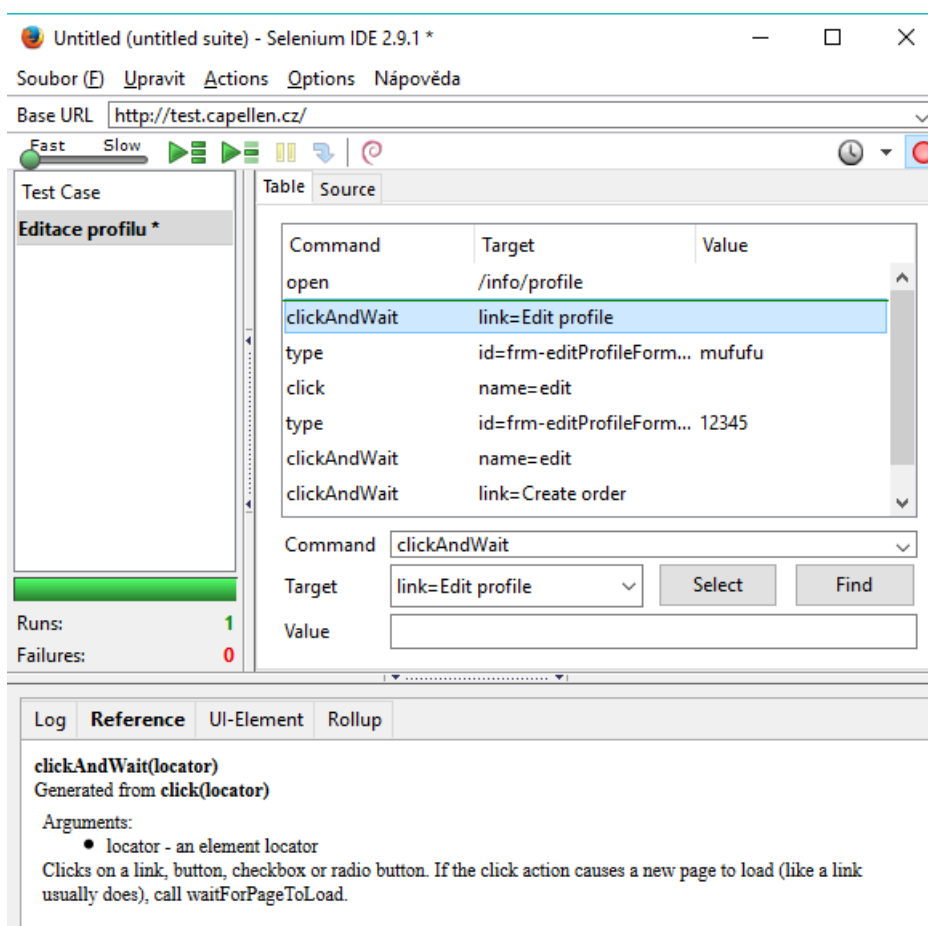 Untitled (untitled suite) - Selenium IDE 2.9.1 *
Soubor (F) Upravit Actions Options Nápověda
Base URL http://test.capellen.cz/
Fast Slow
Test Case
Editace profilu *
Table Source
Command Target Value
open /info/profile
clickAndWait link=Edit profile
type id=frm-editProfileForm... mufufu
click name=edit
type id=frm-editProfileForm... 12345
clickAndWait name=edit
clickAndWait link=Create order
Command clickAndWait
Target link=Edit profile Select Find
Value
Runs: 1
Failures: 0
Log Reference UI-Element Rollup
clickAndWait(locator)
Generated from click(locator)
Arguments:
• locator - an element locator
Clicks on a link, button, checkbox or radio button. If the click action causes a new page to load (like a link
usually does), call waitForPageToLoad.